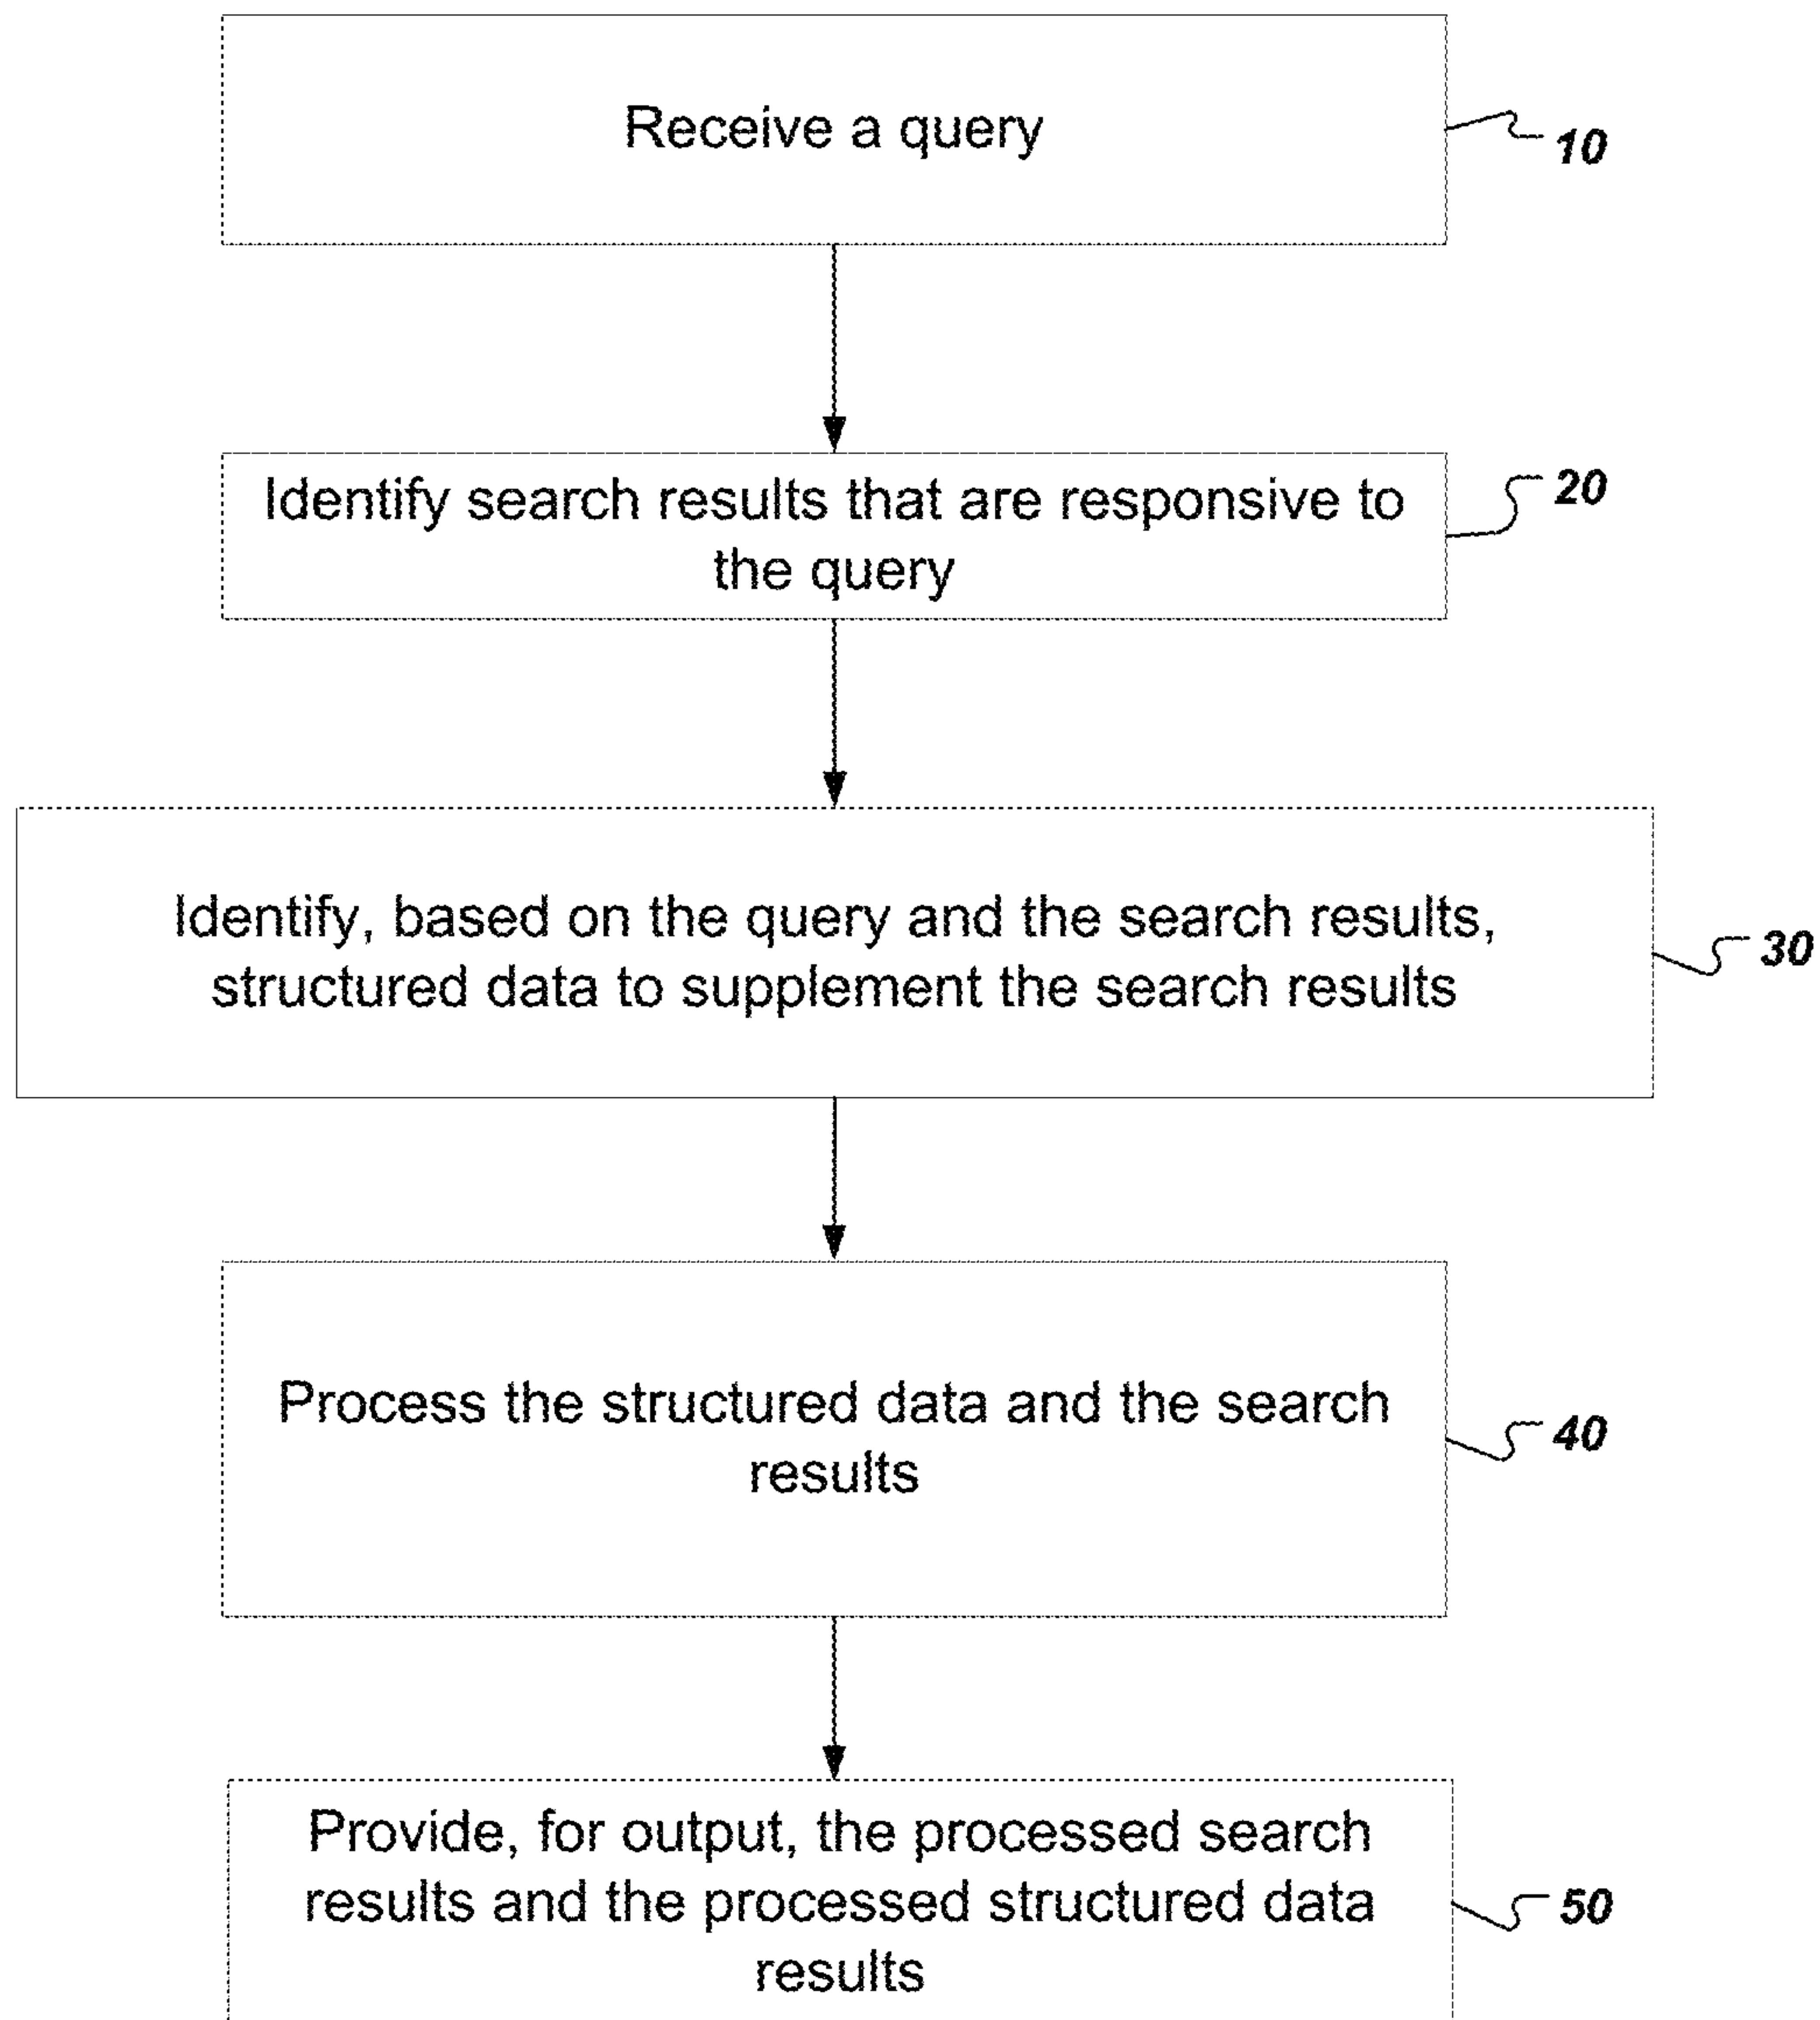 Receive a query
10
Identify search results that are responsive to
the query
20
Identify, based on the query and the search results,
structured data to supplement the search results
30
Process the structured data and the search
results
40
Provide, for output, the processed search
results and the processed structured data
results
50